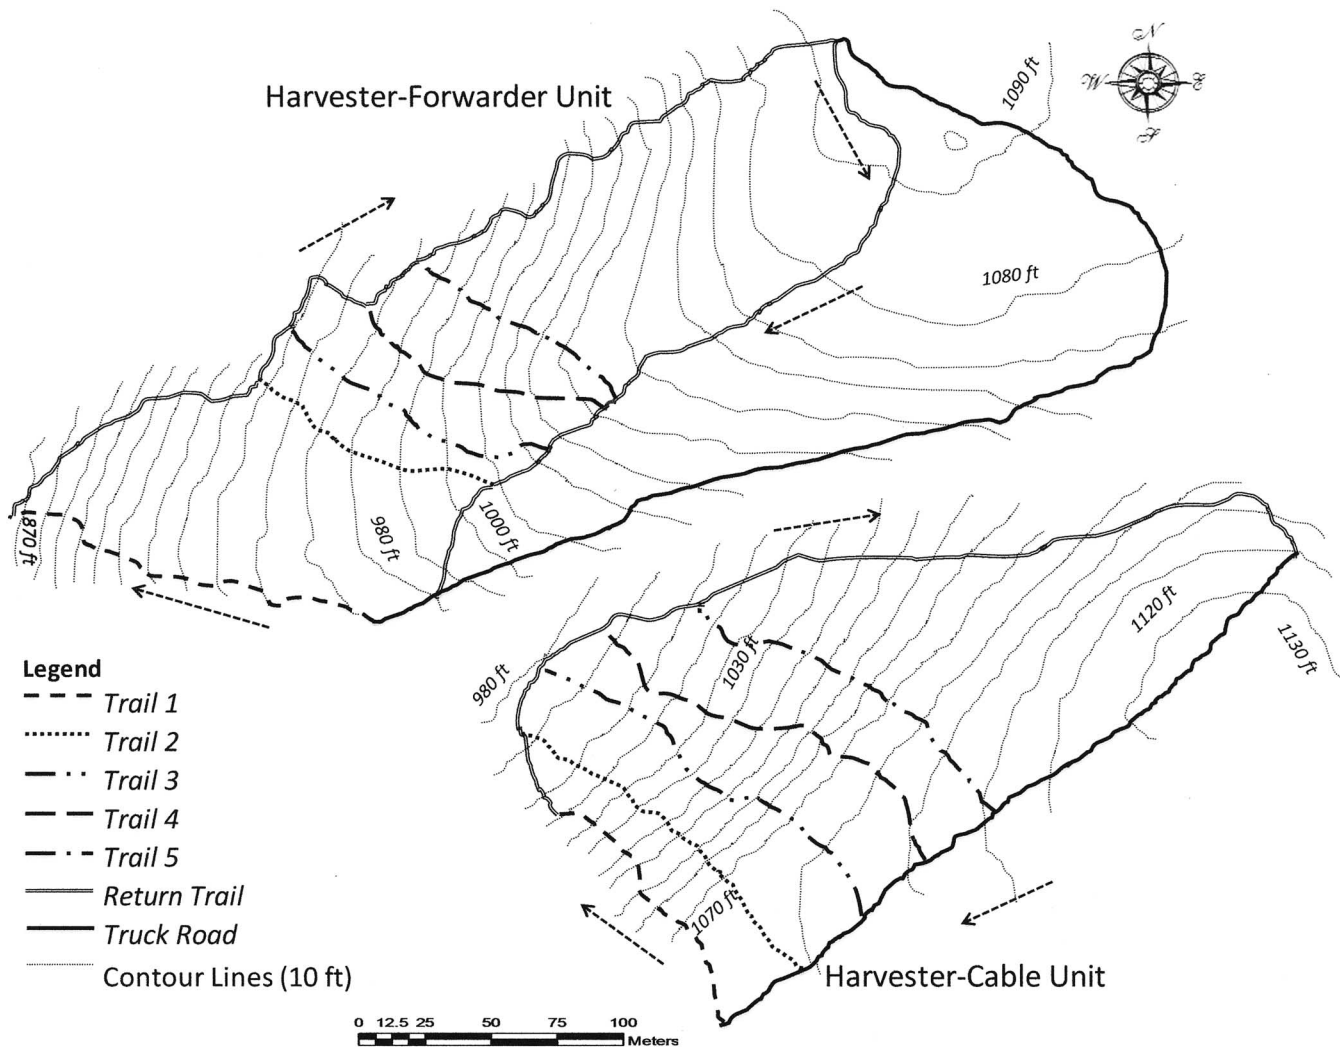 N
W
E
S
Harvester-Forwarder Unit
1090 ft
1080 ft
870 ft
980 ft
1000 ft
Legend
Trail 1
Trail 2
Trail 3
Trail 4
Trail 5
Return Trail
Truck Road
Contour Lines (10 ft)
980 ft
1030 ft
1120 ft
1130 ft
1070 ft
Harvester-Cable Unit
0 12.5 25 50 75 100
Meters